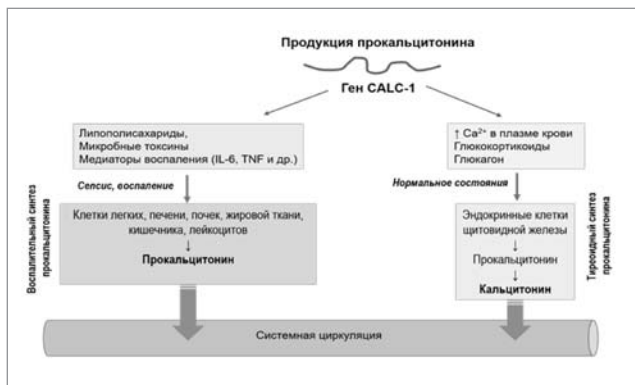 Продукция прокальцитонина
Ген CALC-1
Липополисахариды,
Микробные токсины
Медиаторы воспаления (IL-6, TNF и др.)
↑ Ca²⁺ в плазме крови
Глюкокортикоиды
Глюкагон
Сепсис, воспаление
Нормальное состояния
Воспалительный синтез
прокальцитонина
Клетки легких, печени, почек, жировой ткани,
кишечника, лейкоцитов
↓
Прокальцитонин
Эндокринные клетки
щитовидной железы
↓
Прокальцитонин
↓
Кальцитонин
Тиреоидный синтез
прокальцитонина
Системная циркуляция